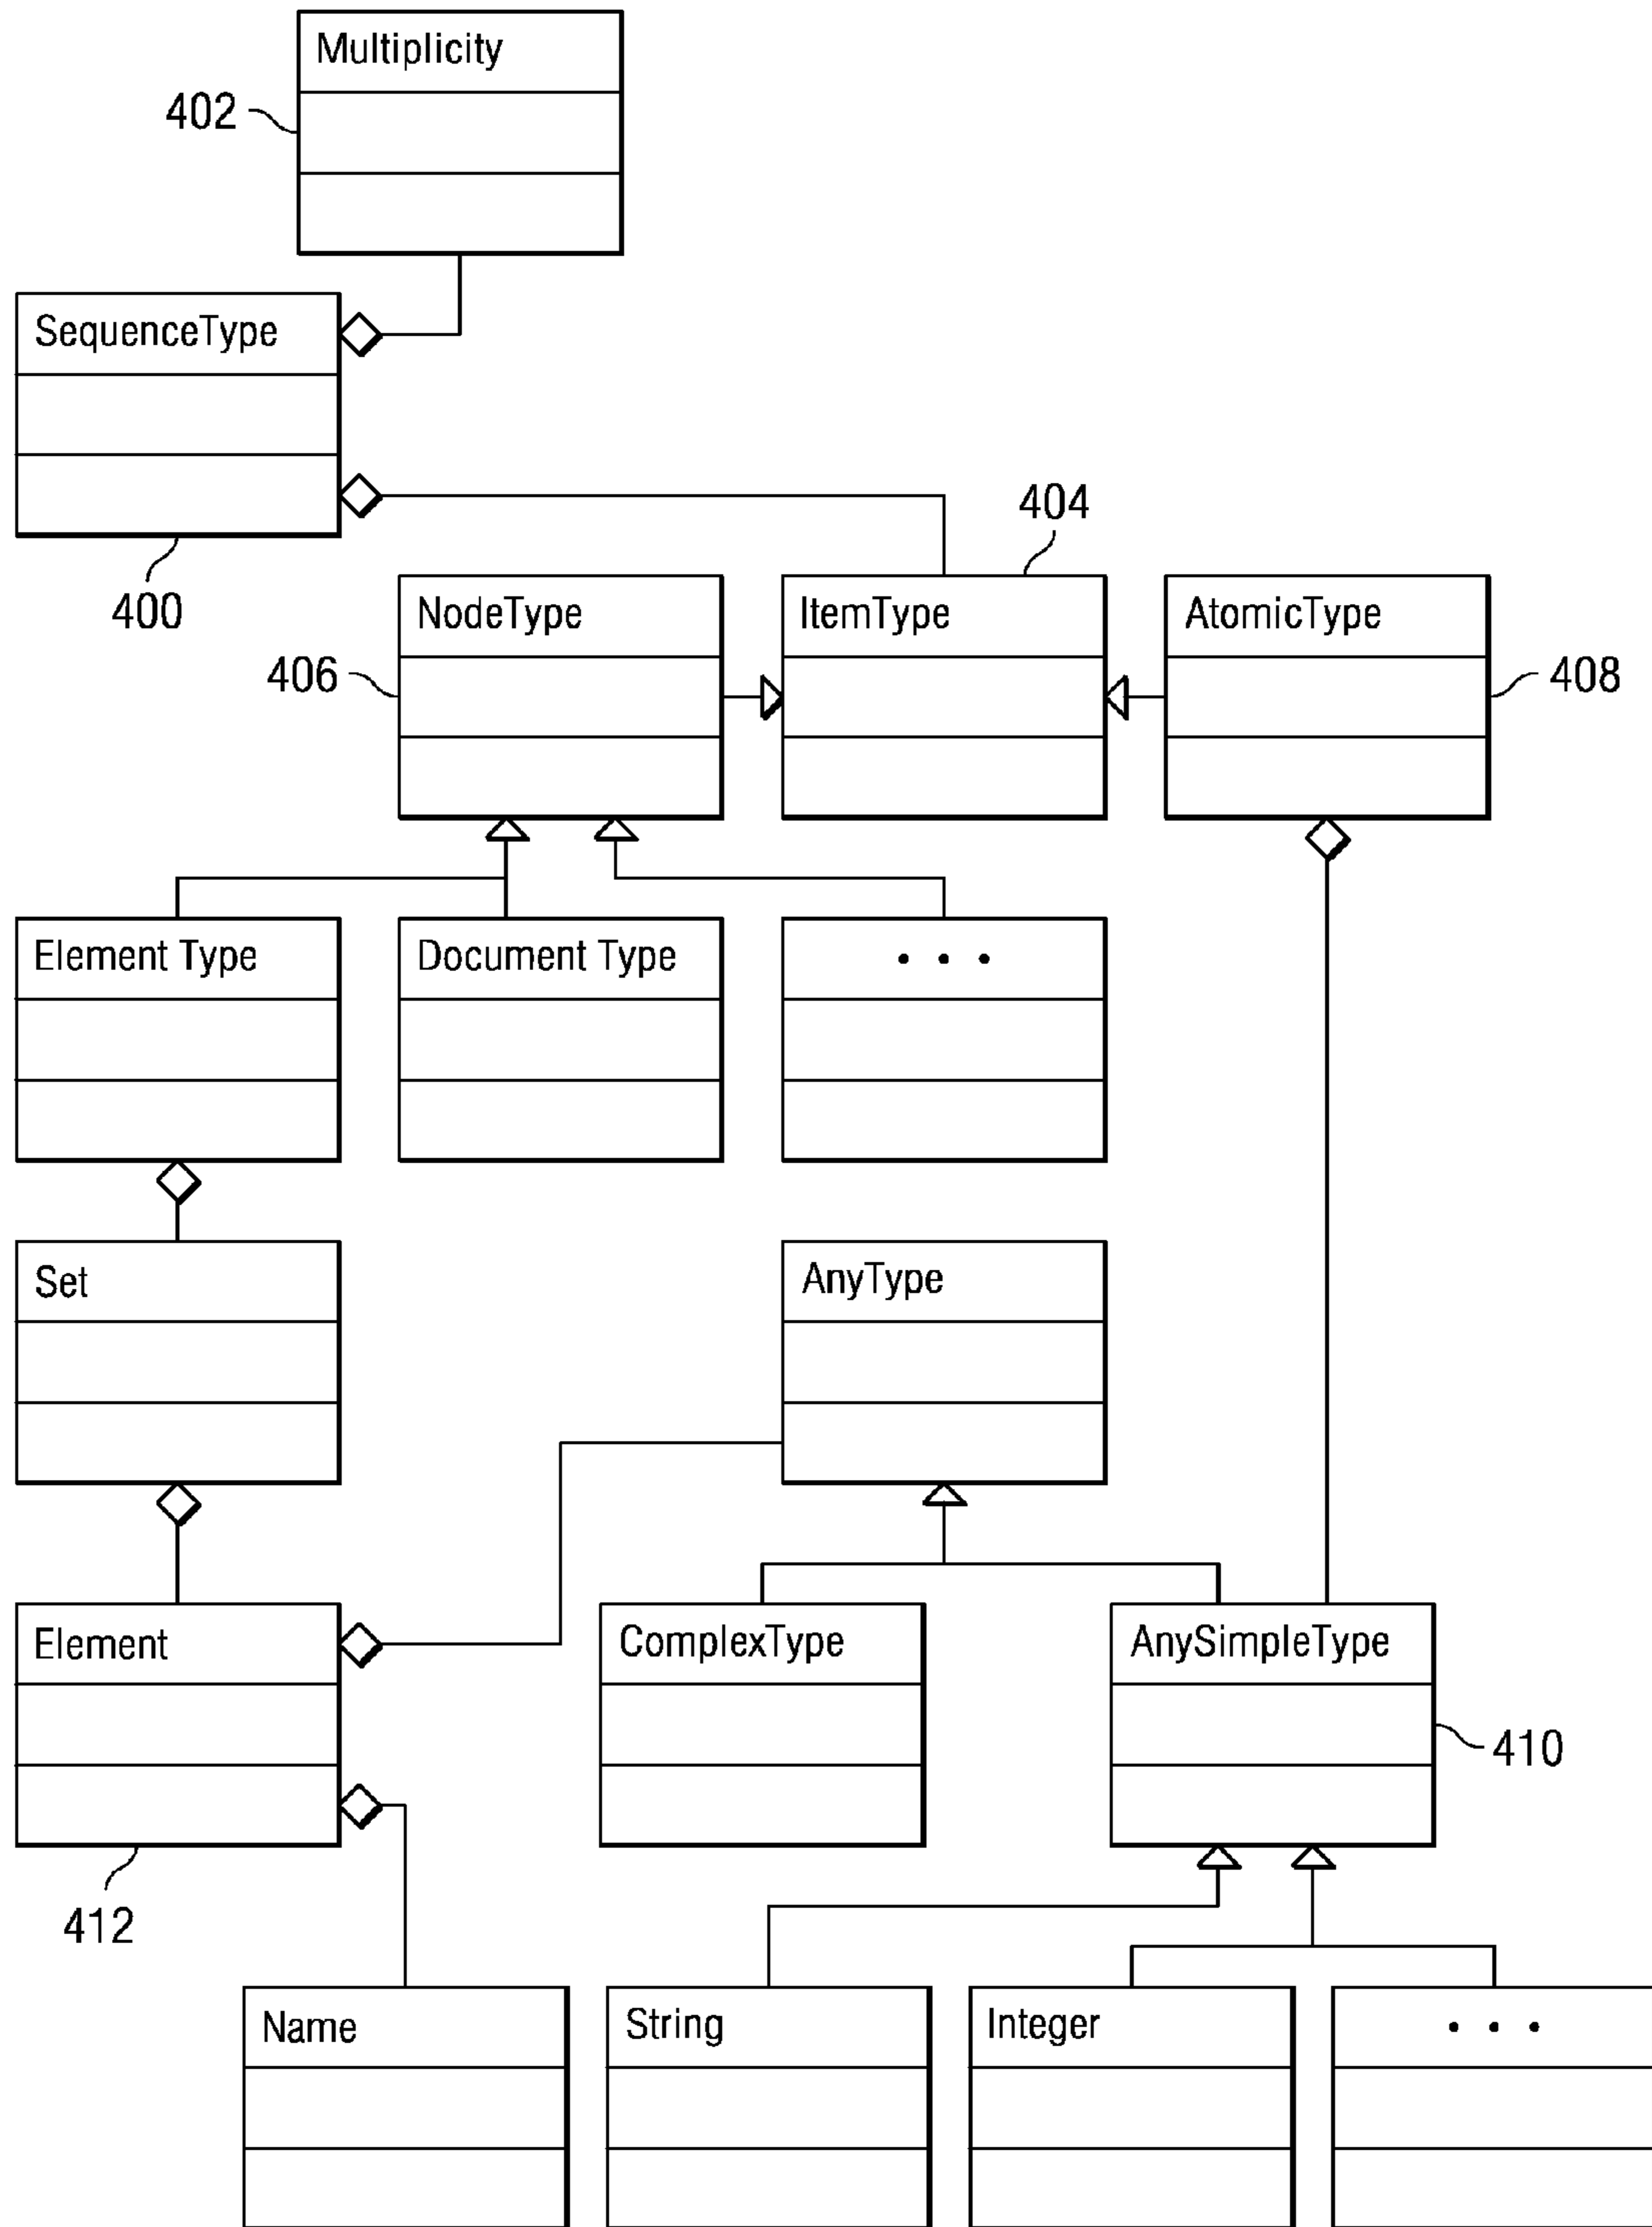 Multiplicity
402
SequenceType
404
400
NodeType
ItemType
AtomicType
406
408
Element Type
Document Type
• • •
Set
AnyType
Element
ComplexType
AnySimpleType
410
412
Name
String
Integer
• • •